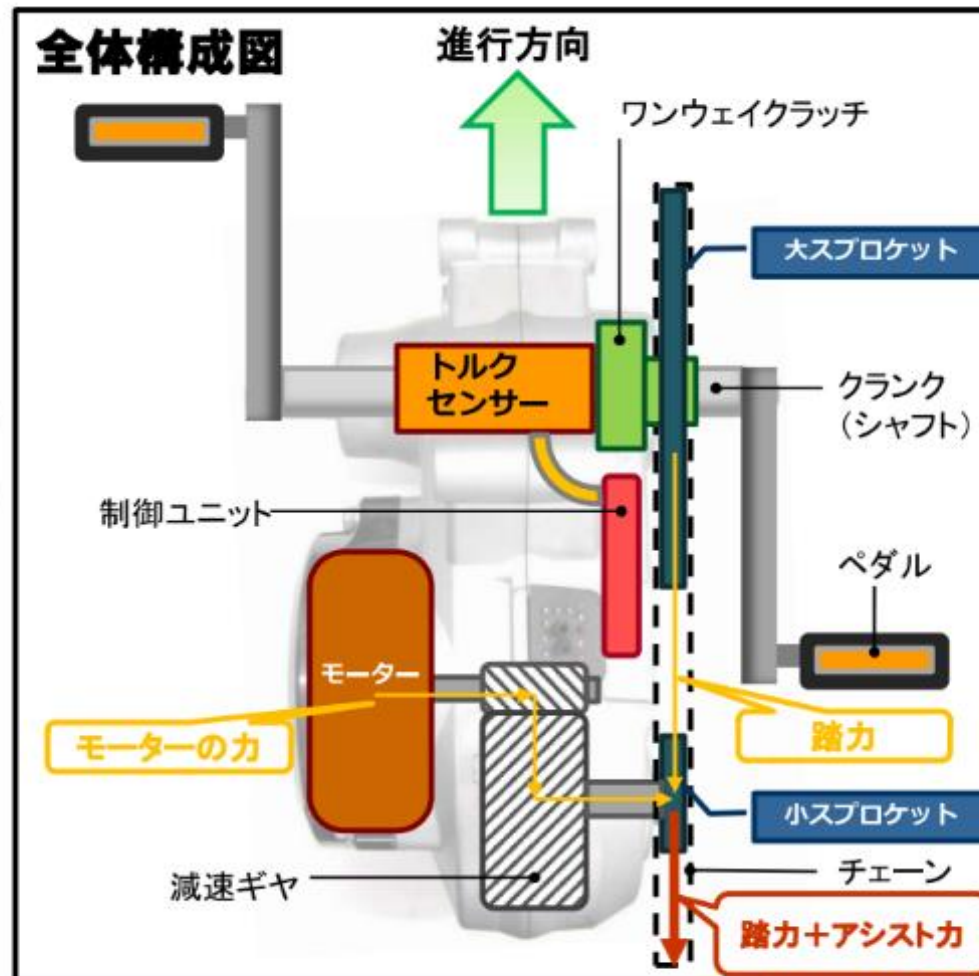 全体構成図
進行方向
ワンウェイクラッチ
大スプロケット
トルク
センサー
クランク
(シャフト)
制御ユニット
ペダル
モーター
モーターの力
踏力
小スプロケット
減速ギヤ
チェーン
踏力+アシスト力